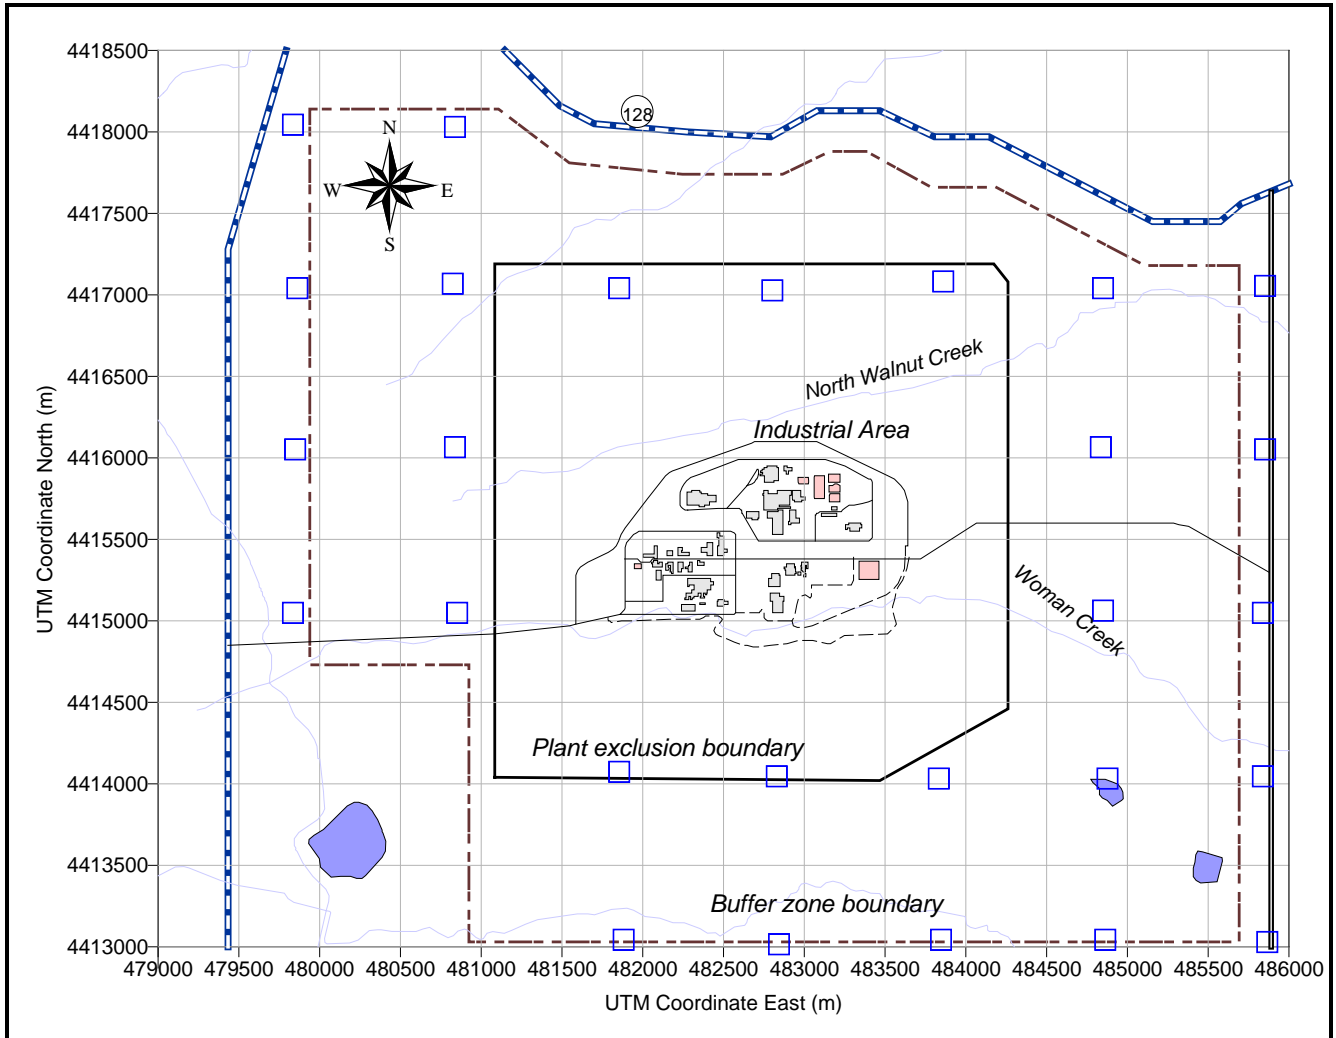 4418500
128
4418000
N
W
E
S
4417500
4417000
4416500
North Walnut Creek
Industrial Area
4416000
4415500
Woman Creek
4415000
UTM Coordinate North (m)
4414500
Plant exclusion boundary
4414000
4413500
Buffer zone boundary
4413000
479000 479500 480000 480500 481000 481500 482000 482500 483000 483500 484000 484500 485000 485500 486000
UTM Coordinate East (m)